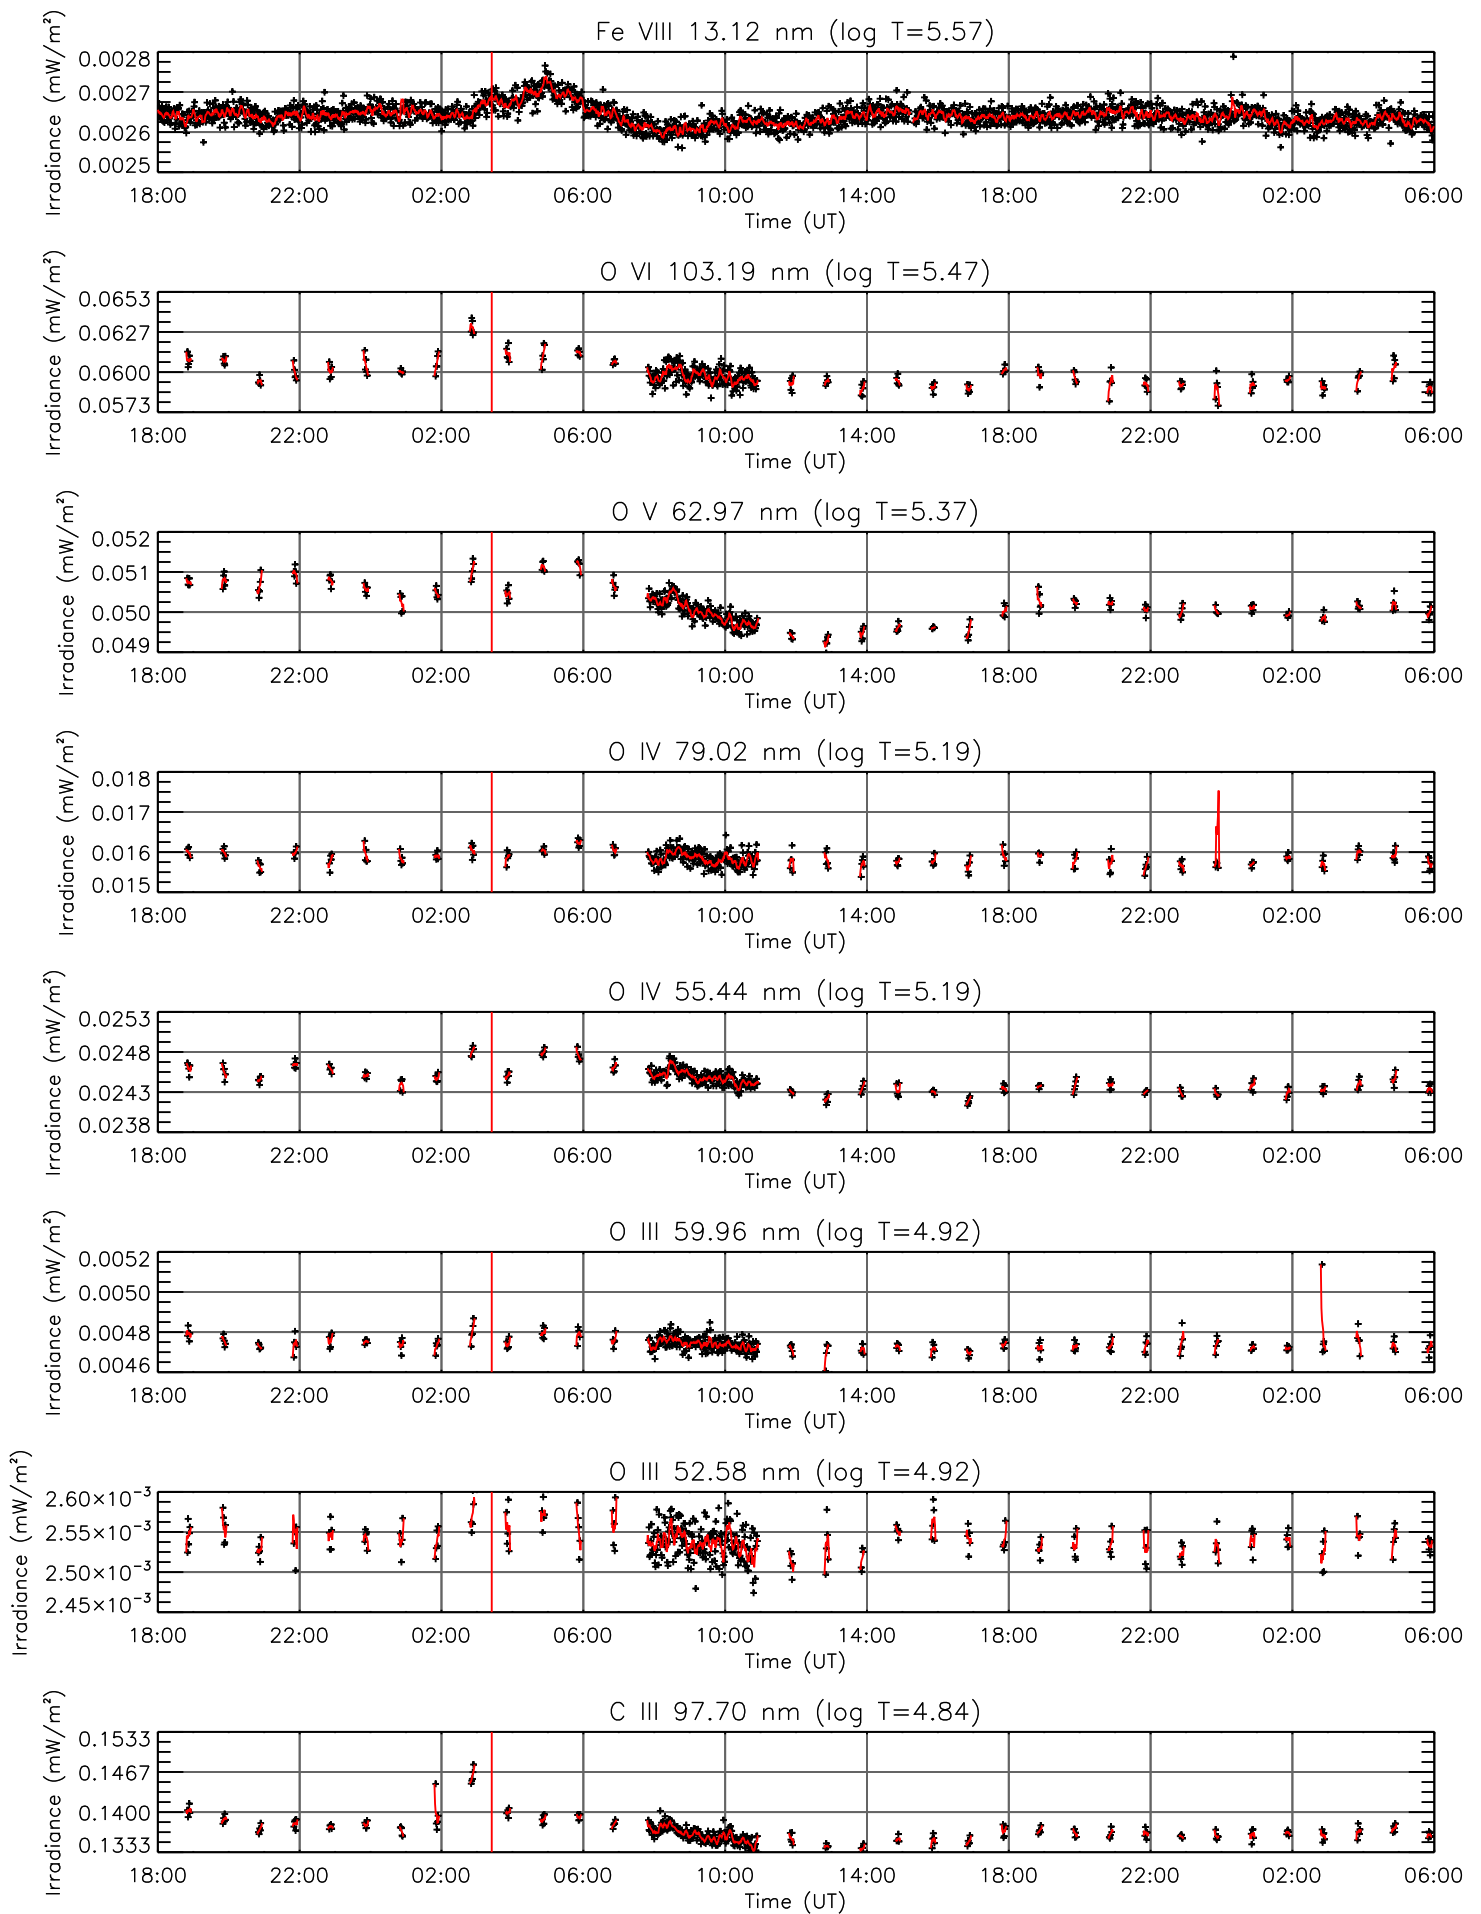 Fe VIII 13.12 nm (log T=5.57)
Irradiance (mW/m²)
0.0028
0.0027
0.0026
0.0025
18:00 22:00 02:00 06:00 10:00 14:00 18:00 22:00 02:00 06:00
Time (UT)
O VI 103.19 nm (log T=5.47)
Irradiance (mW/m²)
0.0653
0.0627
0.0600
0.0573
18:00 22:00 02:00 06:00 10:00 14:00 18:00 22:00 02:00 06:00
Time (UT)
O V 62.97 nm (log T=5.37)
Irradiance (mW/m²)
0.052
0.051
0.050
0.049
18:00 22:00 02:00 06:00 10:00 14:00 18:00 22:00 02:00 06:00
Time (UT)
O IV 79.02 nm (log T=5.19)
Irradiance (mW/m²)
0.018
0.017
0.016
0.015
18:00 22:00 02:00 06:00 10:00 14:00 18:00 22:00 02:00 06:00
Time (UT)
O IV 55.44 nm (log T=5.19)
Irradiance (mW/m²)
0.0253
0.0248
0.0243
0.0238
18:00 22:00 02:00 06:00 10:00 14:00 18:00 22:00 02:00 06:00
Time (UT)
O III 59.96 nm (log T=4.92)
Irradiance (mW/m²)
0.0052
0.0050
0.0048
0.0046
18:00 22:00 02:00 06:00 10:00 14:00 18:00 22:00 02:00 06:00
Time (UT)
O III 52.58 nm (log T=4.92)
Irradiance (mW/m²)
2.60×10⁻³
2.55×10⁻³
2.50×10⁻³
2.45×10⁻³
18:00 22:00 02:00 06:00 10:00 14:00 18:00 22:00 02:00 06:00
Time (UT)
C III 97.70 nm (log T=4.84)
Irradiance (mW/m²)
0.1533
0.1467
0.1400
0.1333
18:00 22:00 02:00 06:00 10:00 14:00 18:00 22:00 02:00 06:00
Time (UT)